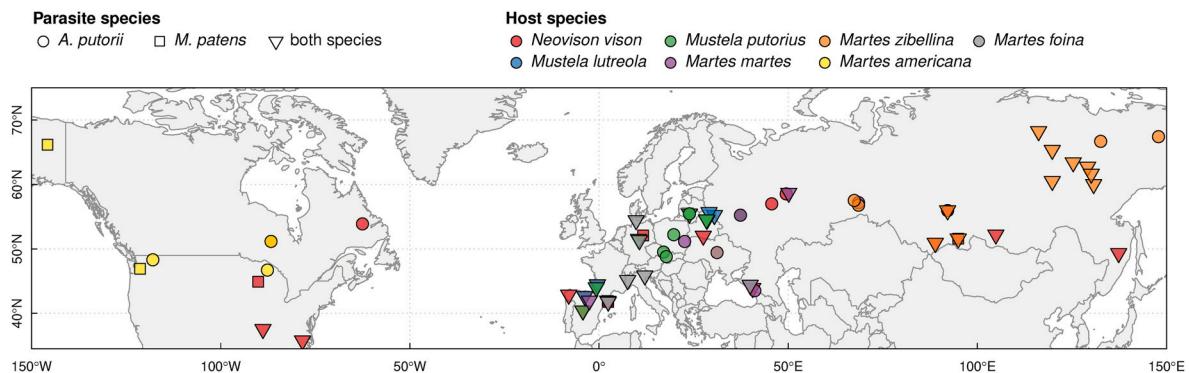 Parasite species
A. putorii M. patens both species
Host species
Neovison vison Mustela putorius Martes zibellina Martes foina
Mustela lutreola Martes martes Martes americana
70°N
60°N
50°N
40°N
150°W 100°W 50°W 0° 50°E 100°E 150°E